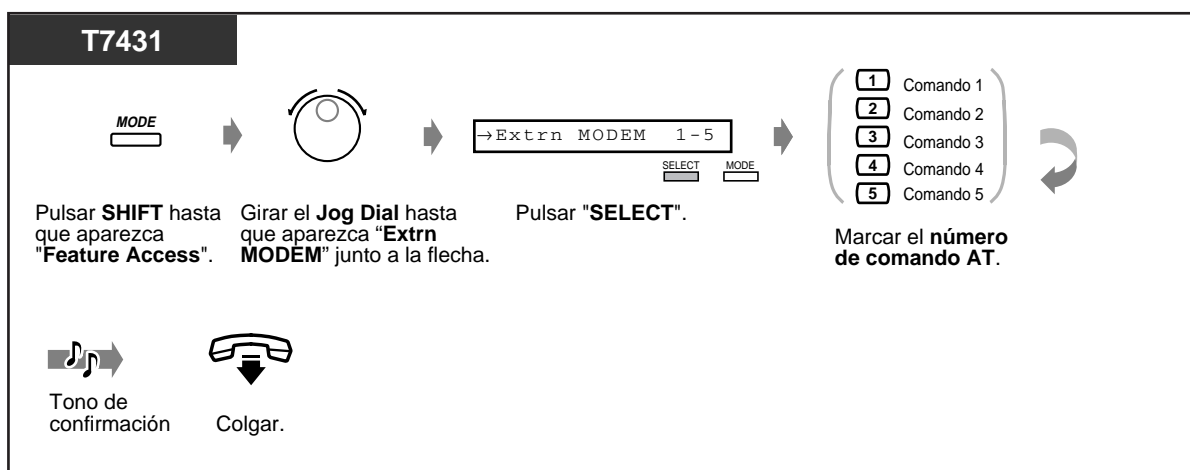 T7431
MODE
→Extrn MODEM 1-5
SELECT MODE
1 Comando 1
2 Comando 2
3 Comando 3
4 Comando 4
5 Comando 5
Pulsar SHIFT hasta
que aparezca
"Feature Access".
Girar el Jog Dial hasta
que aparezca “Extrn
MODEM” junto a la flecha.
Pulsar "SELECT".
Marcar el número
de comando AT.
Tono de
confirmación
Colgar.